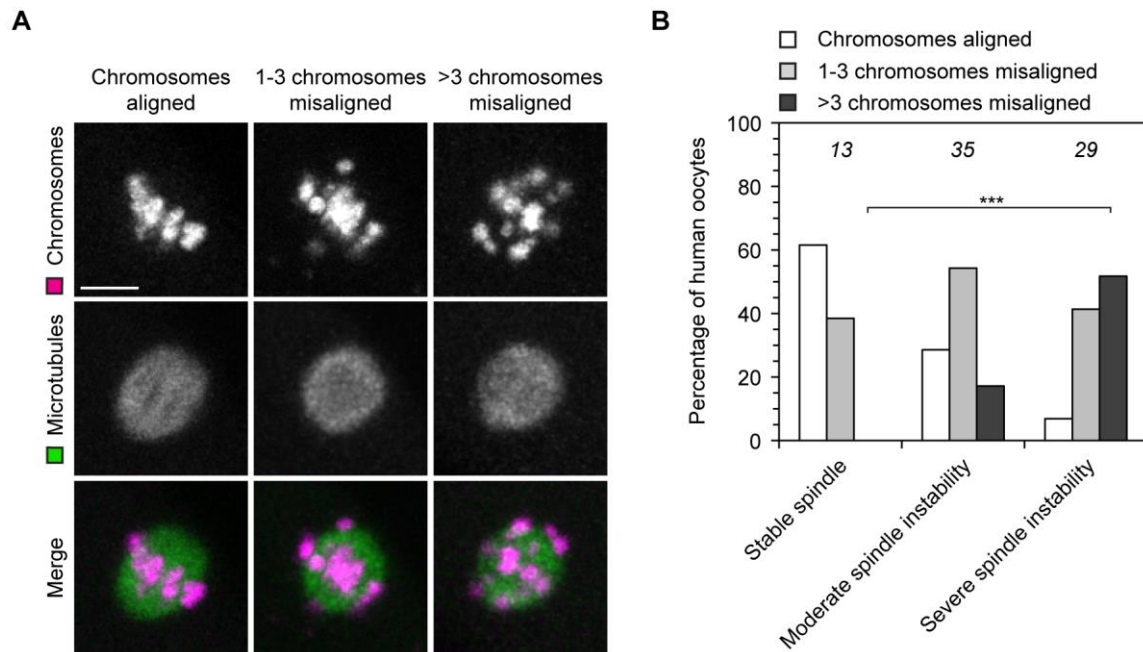 A
Chromosomes
aligned
1-3 chromosomes
misaligned
>3 chromosomes
misaligned
Chromosomes
Microtubules
Merge
B
Chromosomes aligned
1-3 chromosomes misaligned
>3 chromosomes misaligned
Percentage of human oocytes
100
80
60
40
20
0
13
35
29
***
Stable spindle
Moderate spindle instability
Severe spindle instability